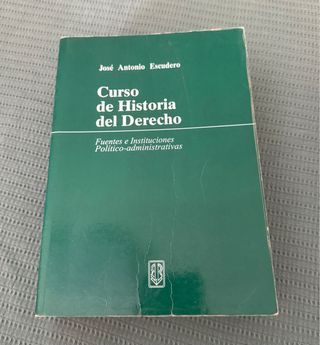 José Antonio Escudero
Curso
de Historia
del Derecho
Fuentes e Instituciones
Político-administrativas